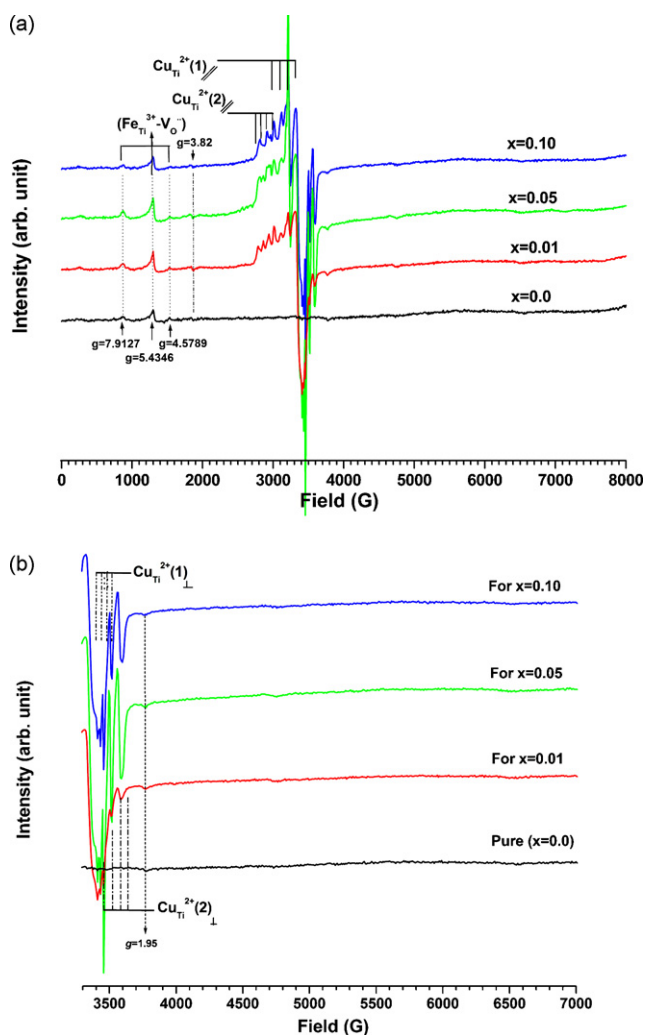 (a)
Cu_Ti^2+(1)
//
Cu_Ti^2+(2)
//
(Fe_Ti^3+-V_O^¨)
g=3.82
x=0.10
x=0.05
x=0.01
x=0.0
g=7.9127
g=4.5789
g=5.4346
Intensity (arb. unit)
0 1000 2000 3000 4000 5000 6000 7000 8000
Field (G)
(b)
Cu_Ti^2+(1)_⊥
For x=0.10
For x=0.05
For x=0.01
Pure (x=0.0)
Cu_Ti^2+(2)_⊥
g=1.95
Intensity (arb. unit)
3500 4000 4500 5000 5500 6000 6500 7000
Field (G)